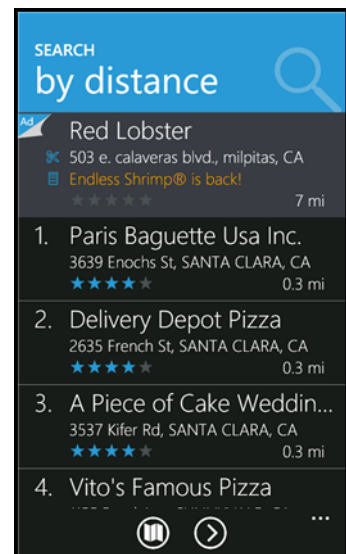 SEARCH
by distance
Ad
Red Lobster
503 e. calaveras blvd., milpitas, CA
Endless Shrimp® is back!
7 mi
1. Paris Baguette Usa Inc.
3639 Enochs St, SANTA CLARA, CA
0.3 mi
2. Delivery Depot Pizza
2635 French St, SANTA CLARA, CA
0.3 mi
3. A Piece of Cake Weddin...
3537 Kifer Rd, SANTA CLARA, CA
0.3 mi
4. Vito's Famous Pizza
...